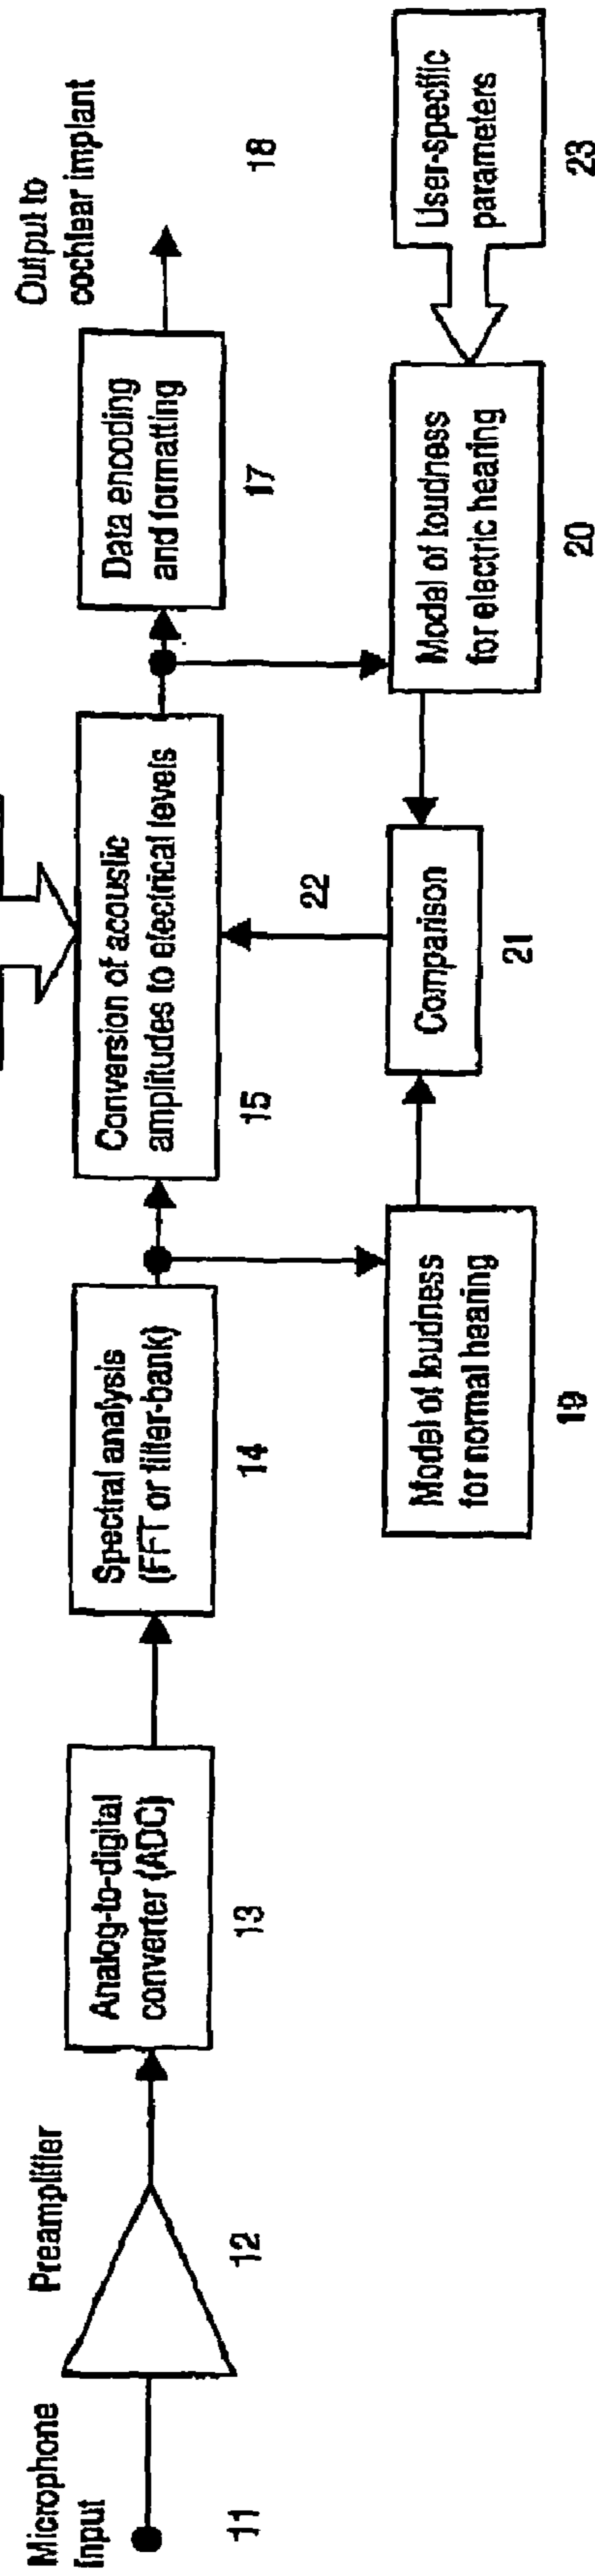 Microphone
Input
11
Preamplifier
12
Analog-to-digital
converter (ADC)
13
Spectral analysis
(FFT or filter-bank)
14
Conversion of acoustic
amplitudes to electrical levels
15
Data encoding
and formatting
17
Output to
cochlear implant
18
Model of loudness
for normal hearing
19
Comparison
21
22
Model of loudness
for electric hearing
20
User-specific
parameters
23